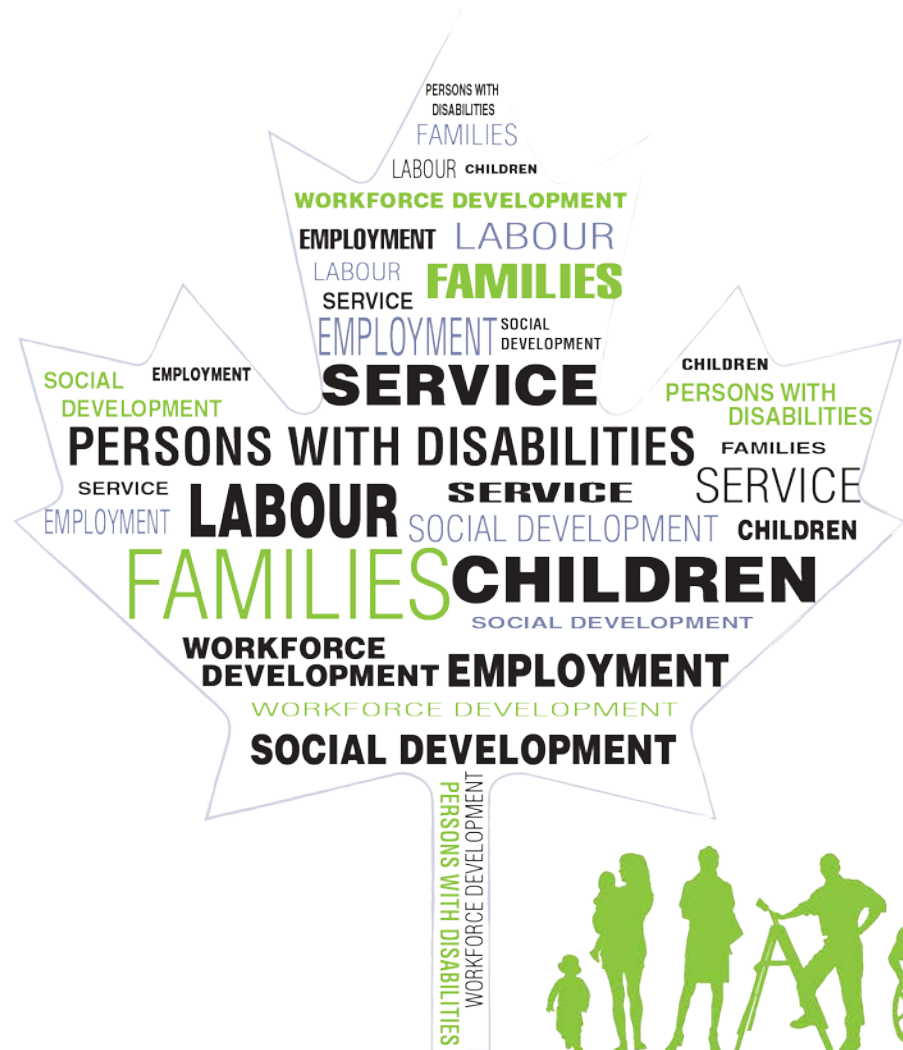 PERSONS WITH
DISABILITIES
FAMILIES
LABOUR CHILDREN
WORKFORCE DEVELOPMENT
EMPLOYMENT LABOUR
LABOUR FAMILIES
SERVICE
EMPLOYMENT SOCIAL
DEVELOPMENT
SERVICE
SOCIAL
DEVELOPMENT
EMPLOYMENT
CHILDREN
PERSONS WITH
DISABILITIES
PERSONS WITH DISABILITIES
FAMILIES
SERVICE
LABOUR
SERVICE
SERVICE
EMPLOYMENT
SOCIAL DEVELOPMENT
CHILDREN
FAMILIES
CHILDREN
SOCIAL DEVELOPMENT
WORKFORCE
DEVELOPMENT
EMPLOYMENT
WORKFORCE DEVELOPMENT
SOCIAL DEVELOPMENT
PERSONS WITH DISABILITIES
WORKFORCE DEVELOPMENT